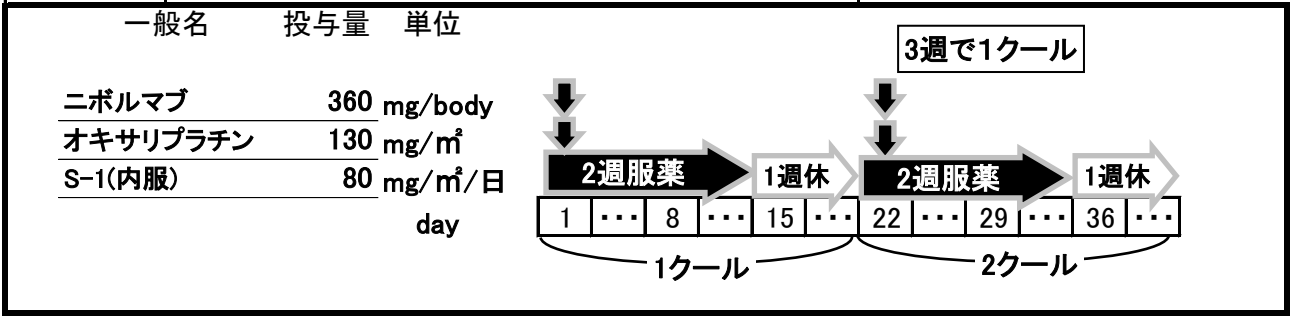 一般名 投与量 単位
3週で1クール
ニボルマブ 360 mg/body
オキサリプラチン 130 mg/㎡
S-1(内服) 80 mg/㎡/日
2週服薬 1週休 2週服薬 1週休
day 1 ・・・ 8 ・・・ 15 ・・・ 22 ・・・ 29 ・・・ 36 ・・・
1クール 2クール